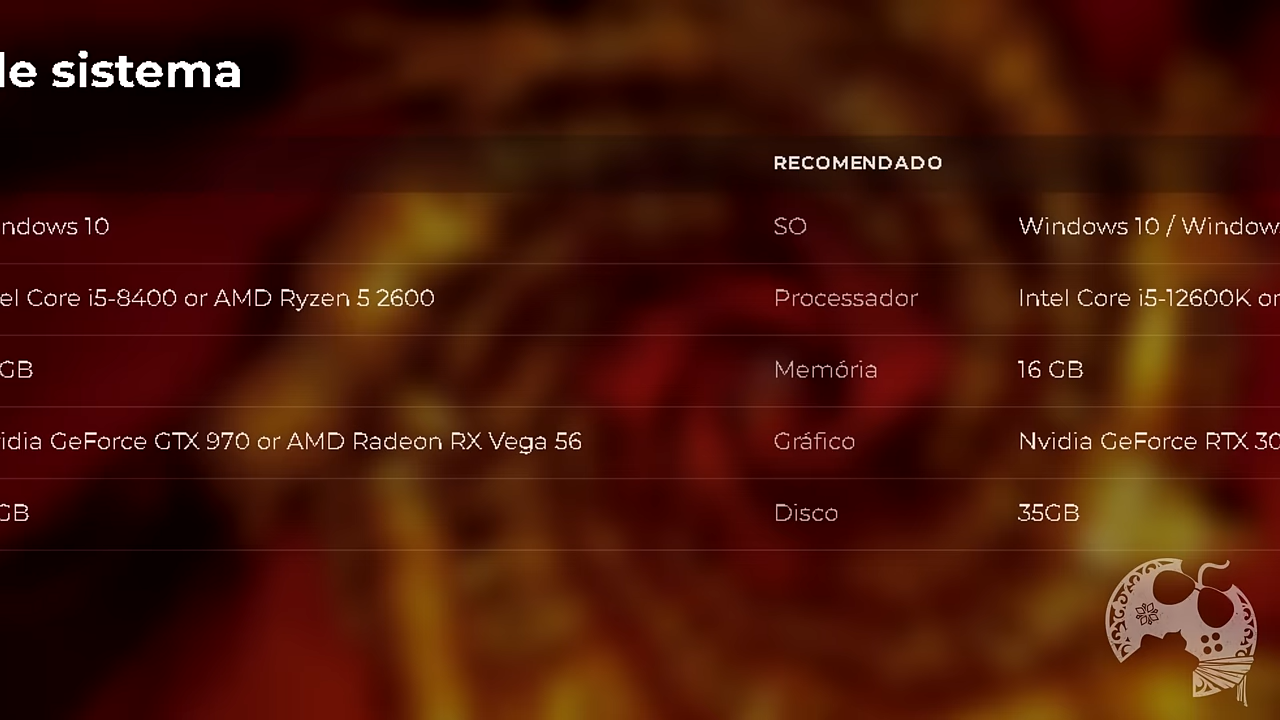 le sistema
RECOMENDADO
ndows 10
SO
Windows 10 / Window
el Core i5-8400 or AMD Ryzen 5 2600
Processador
Intel Core i5-12600K or
GB
Memória
16 GB
idia GeForce GTX 970 or AMD Radeon RX Vega 56
Gráfico
Nvidia GeForce RTX 30
GB
Disco
35GB